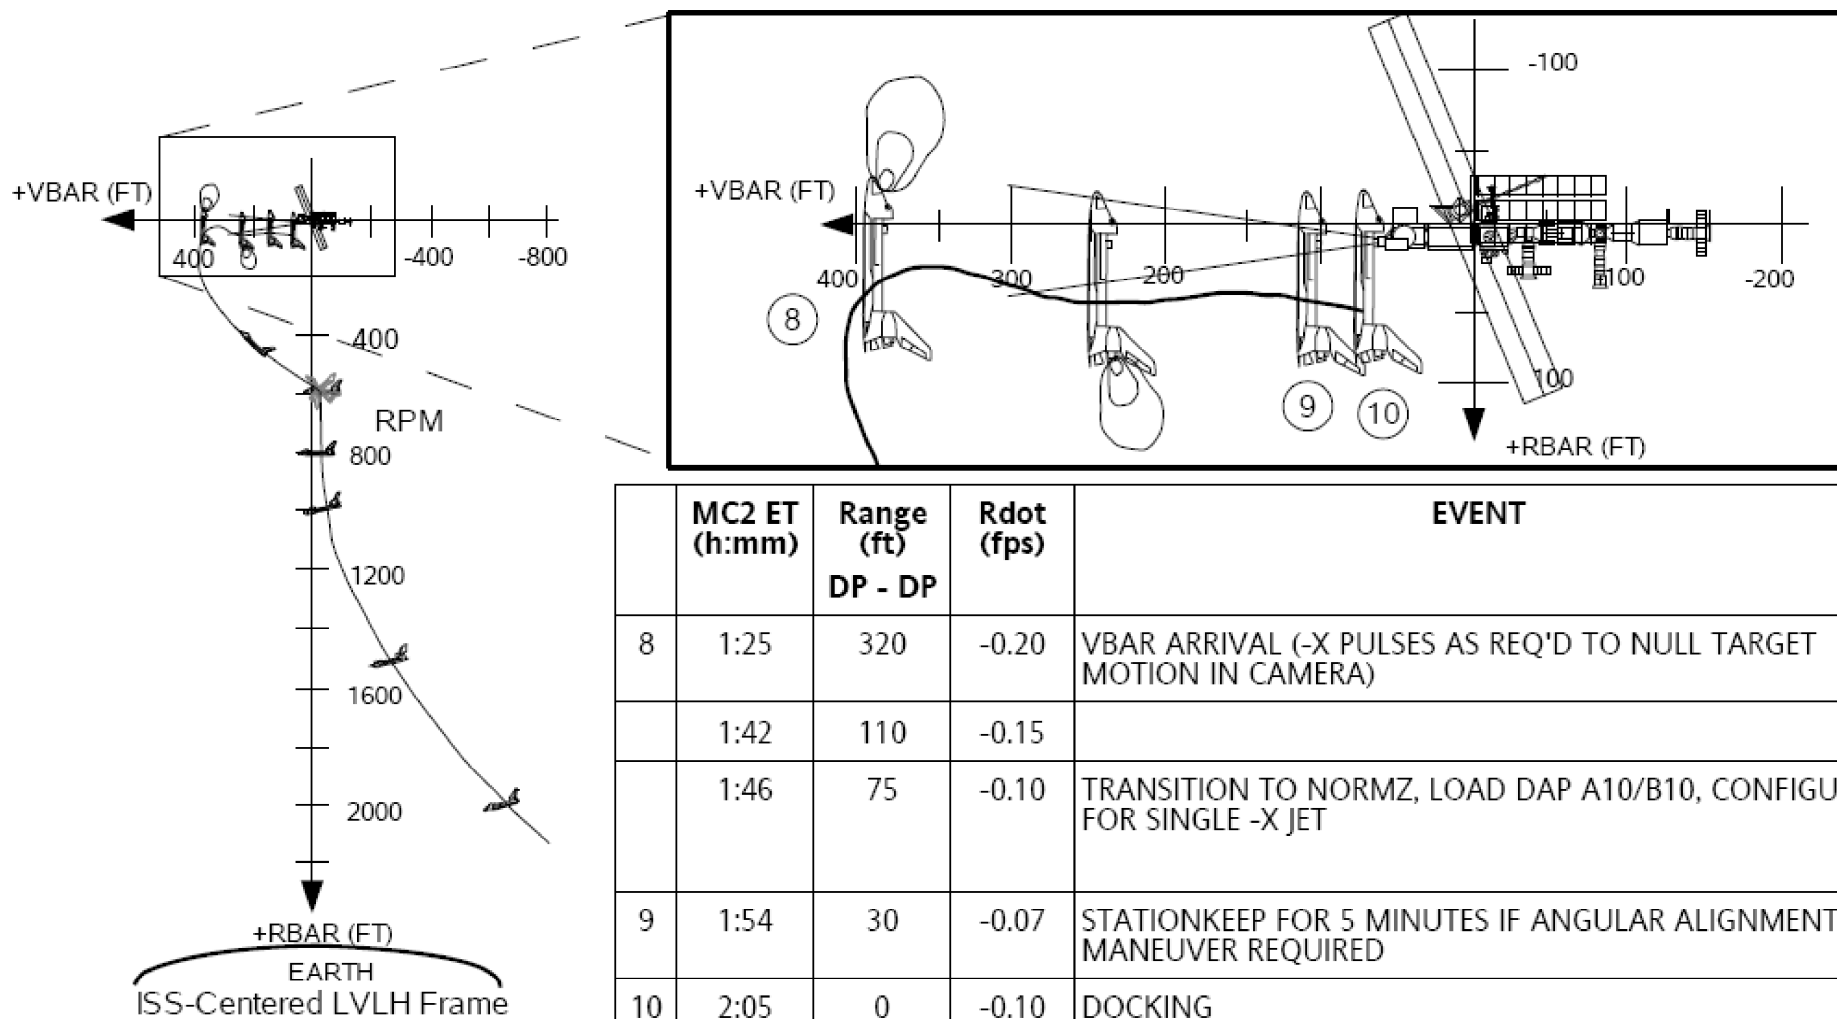 +VBAR (FT)
400
-400
-800
400
RPM
800
1200
1600
2000
+RBAR (FT)
EARTH
ISS-Centered LVLH Frame
-100
+VBAR (FT)
400
300
200
100
-200
8
9
10
100
+RBAR (FT)
MC2 ET
(h:mm)
Range
(ft)
DP - DP
Rdot
(fps)
EVENT
8 1:25 320 -0.20 VBAR ARRIVAL (-X PULSES AS REQ'D TO NULL TARGET
MOTION IN CAMERA)
1:42 110 -0.15
1:46 75 -0.10 TRANSITION TO NORMZ, LOAD DAP A10/B10, CONFIGU
FOR SINGLE -X JET
9 1:54 30 -0.07 STATIONKEEP FOR 5 MINUTES IF ANGULAR ALIGNMENT
MANEUVER REQUIRED
10 2:05 0 -0.10 DOCKING